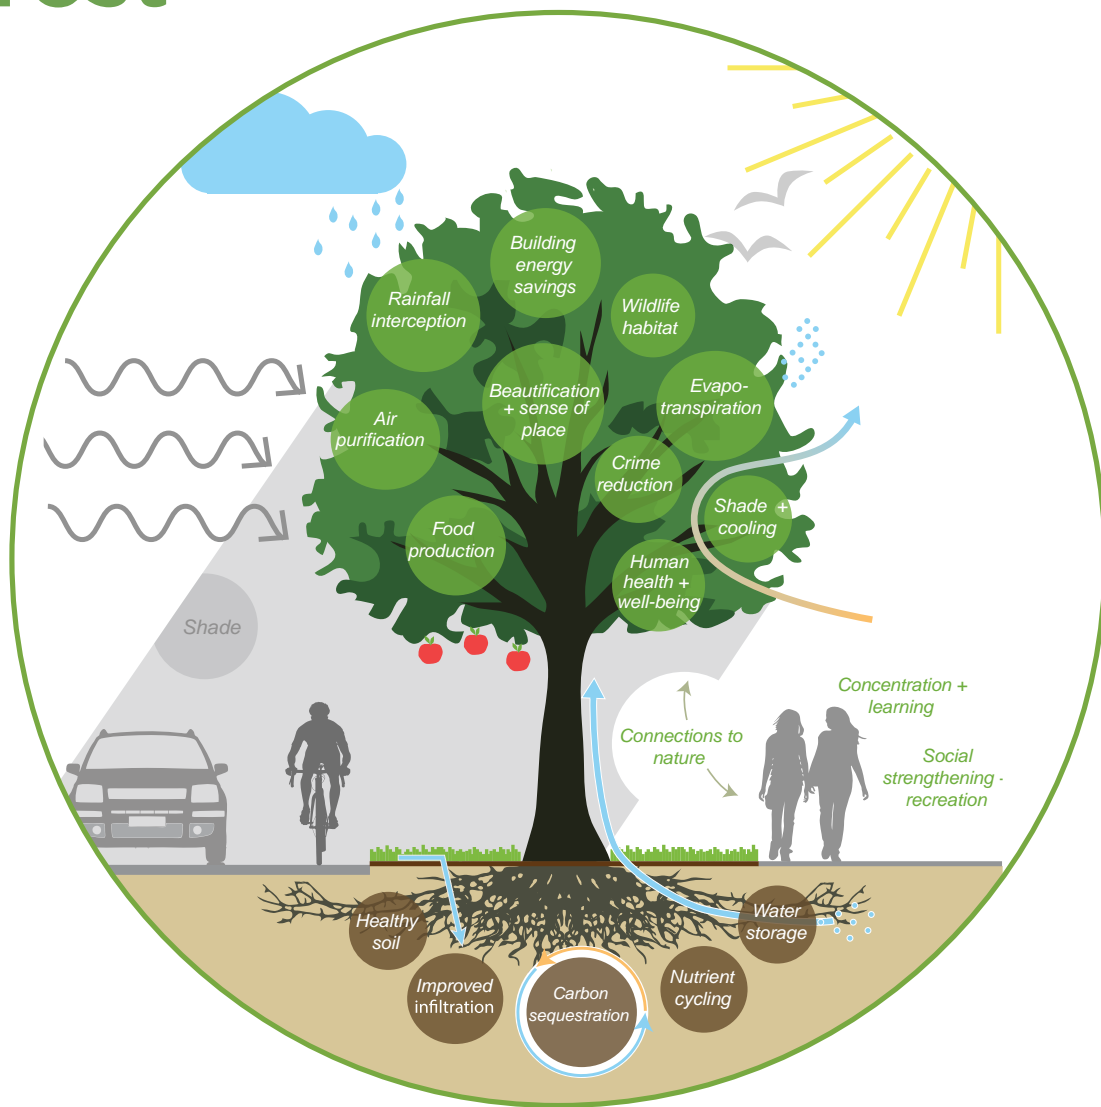 Building
energy
savings
Rainfall
interception
Wildlife
habitat
Beautification
+ sense of
place
Evapo-
transpiration
Air
purification
Crime
reduction
Shade +
cooling
Food
production
Human
health +
well-being
Shade
Concentration +
learning
Connections to
nature
Social
strengthening -
recreation
Healthy
soil
Water
storage
Improved
infiltration
Carbon
sequestration
Nutrient
cycling